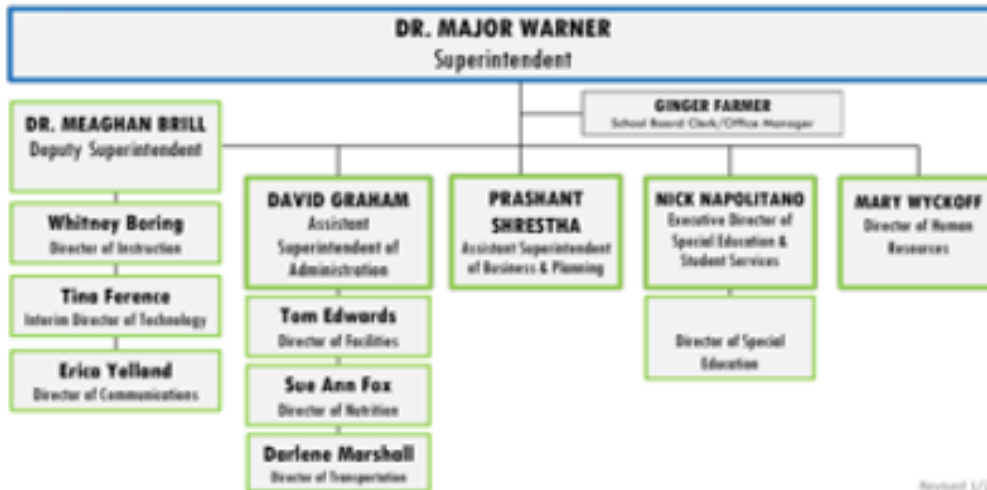 DR. MAJOR WARNER
Superintendent
GINGER FARMER
School Board Clerk/Office Manager
DR. MEAGHAN BRILL
Deputy Superintendent
Whitney Boring
Director of Instruction
Tina Ference
Interim Director of Technology
Erica Yelland
Director of Communications
DAVID GRAHAM
Assistant
Superintendent of
Administration
Tom Edwards
Director of Facilities
Sue Ann Fox
Director of Nutrition
Darlene Marshall
Director of Transportation
PRASHANT
SHRESTHA
Assistant Superintendent
of Business & Planning
NICK NAPOLITANO
Executive Director of
Special Education &
Student Services
Director of Special
Education
MARY WYCKOFF
Director of Human
Resources
Revised